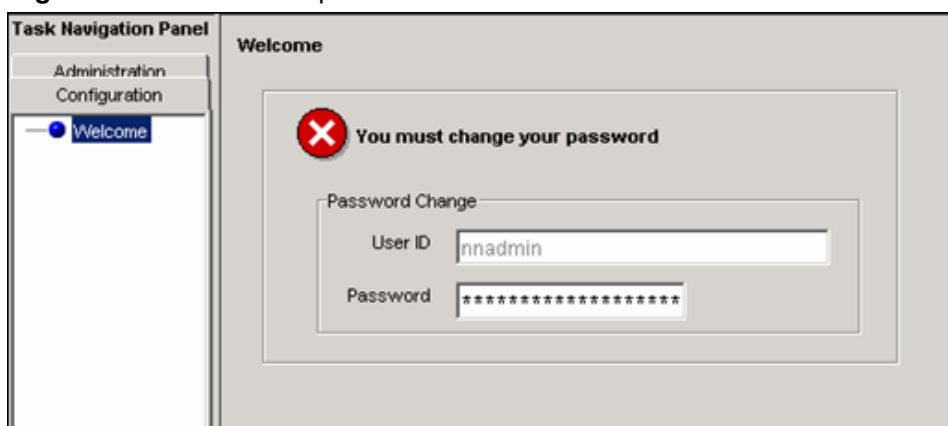 Task Navigation Panel
Administration
Configuration
Welcome
Welcome
You must change your password
Password Change
User ID nnadmin
Password *******************